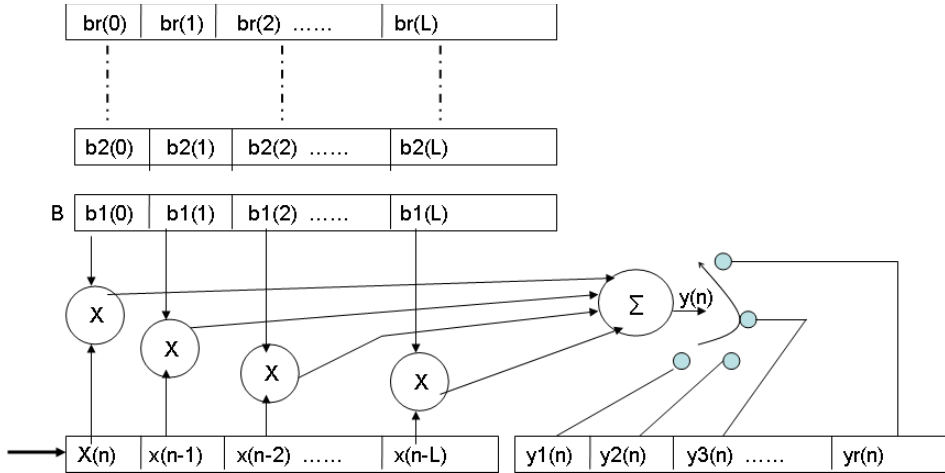 br(0) br(1) br(2) …… br(L)
b2(0) b2(1) b2(2) …… b2(L)
B b1(0) b1(1) b1(2) …… b1(L)
X X X X Σ y(n)
X(n) x(n-1) x(n-2) …… x(n-L) y1(n) y2(n) y3(n) …… yr(n)